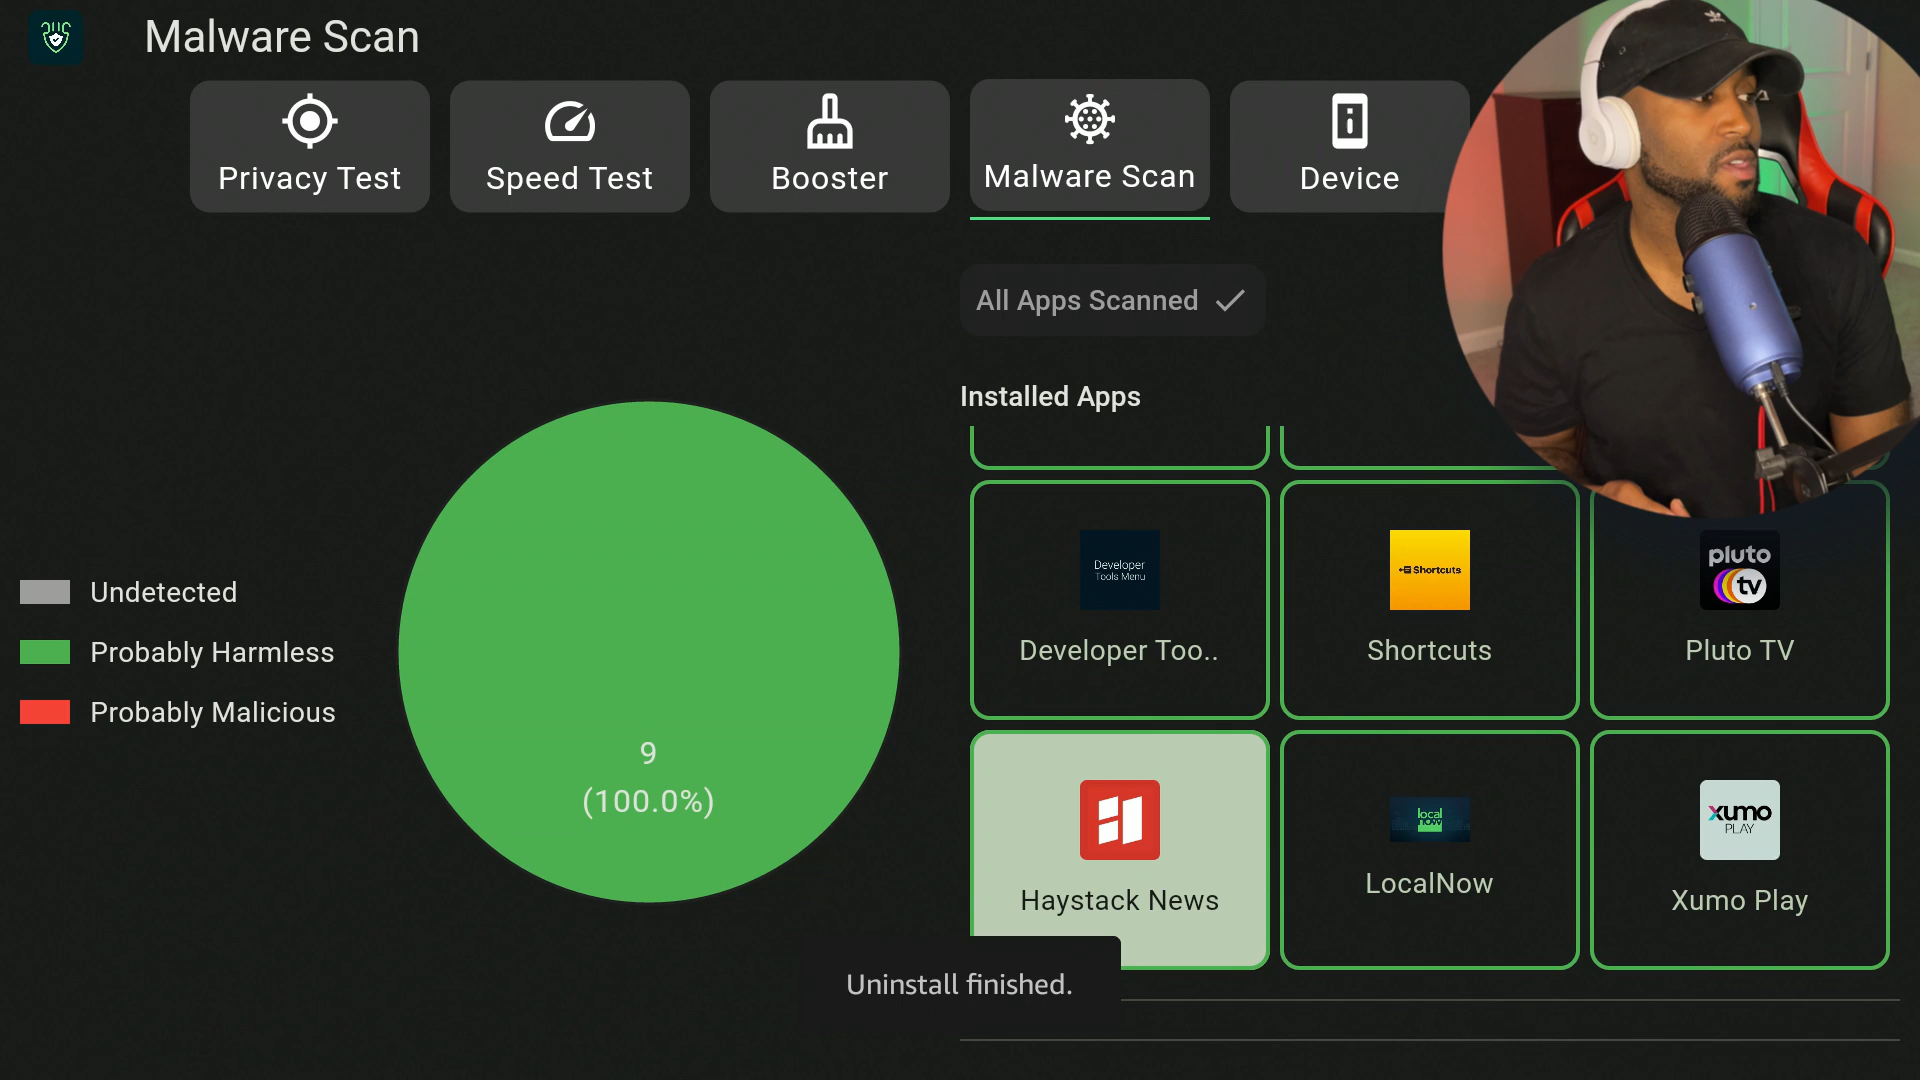 Malware Scan
Privacy Test
Speed Test
Booster
Malware Scan
Device
All Apps Scanned
Installed Apps
Undetected
Probably Harmless
Probably Malicious
9
(100.0%)
Developer
Tools Menu
Developer Too..
Shortcuts
Shortcuts
pluto
tv
Pluto TV
Haystack News
local
now
LocalNow
xumo
PLAY
Xumo Play
Uninstall finished.